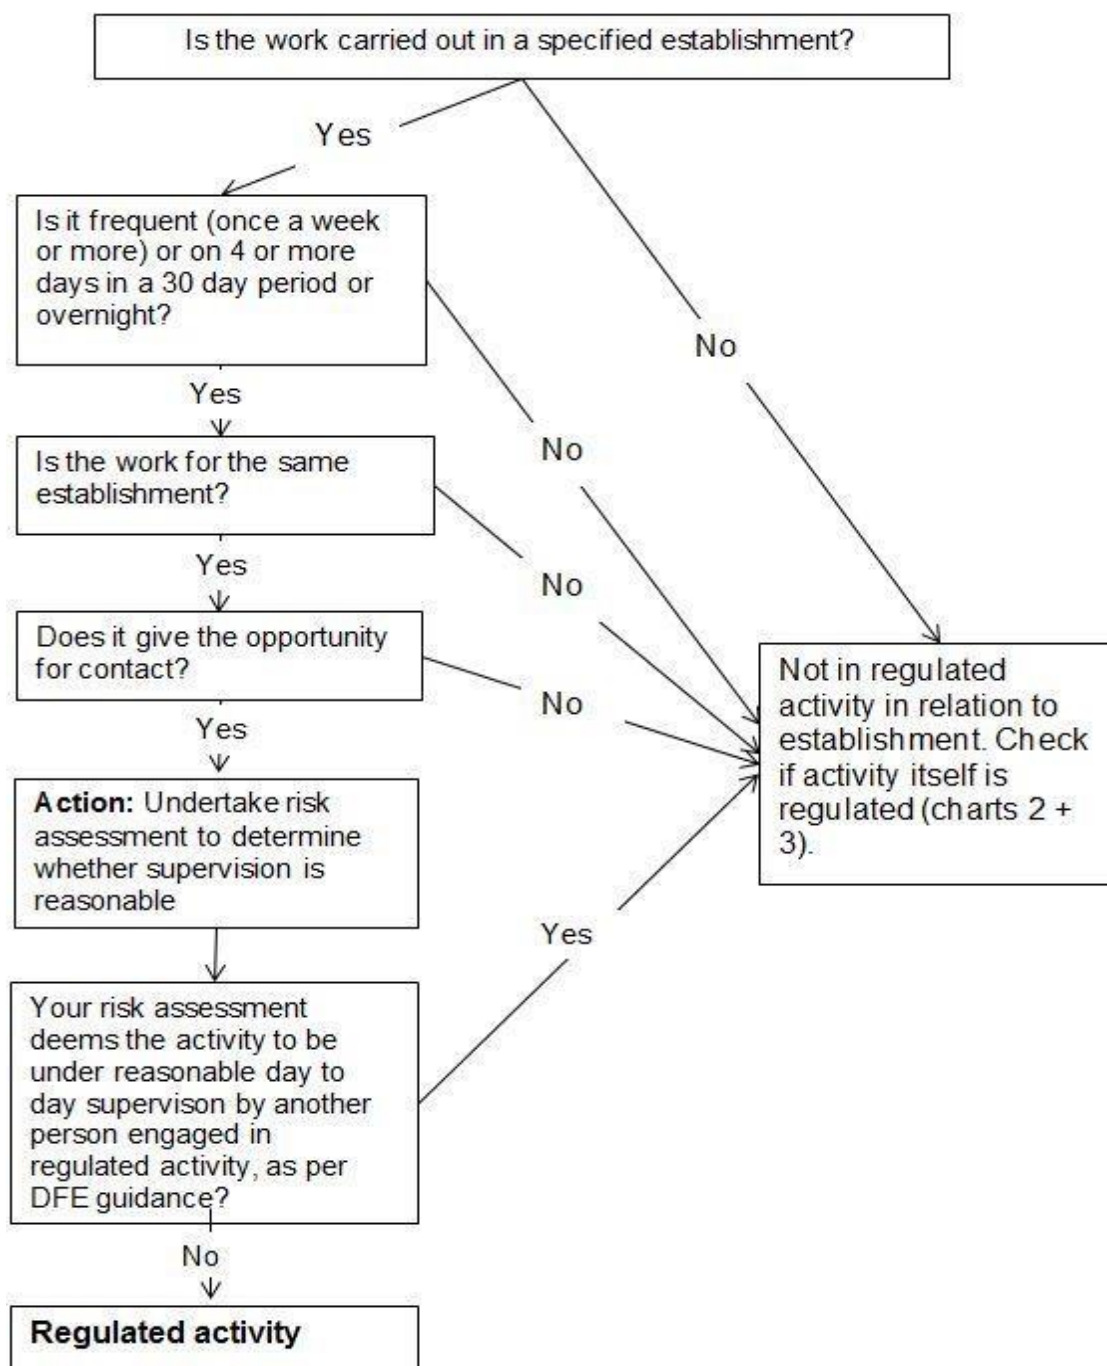 Is the work carried out in a specified establishment?
Yes
Is it frequent (once a week
or more) or on 4 or more
days in a 30 day period or
overnight?
No
Yes
No
Is the work for the same
establishment?
Yes
No
Does it give the opportunity
for contact?
No
Yes
Not in regulated
activity in relation to
establishment. Check
if activity itself is
regulated (charts 2 +
3).
Action: Undertake risk
assessment to determine
whether supervision is
reasonable
Yes
Your risk assessment
deems the activity to be
under reasonable day to
day supervison by another
person engaged in
regulated activity, as per
DFE guidance?
No
Regulated activity